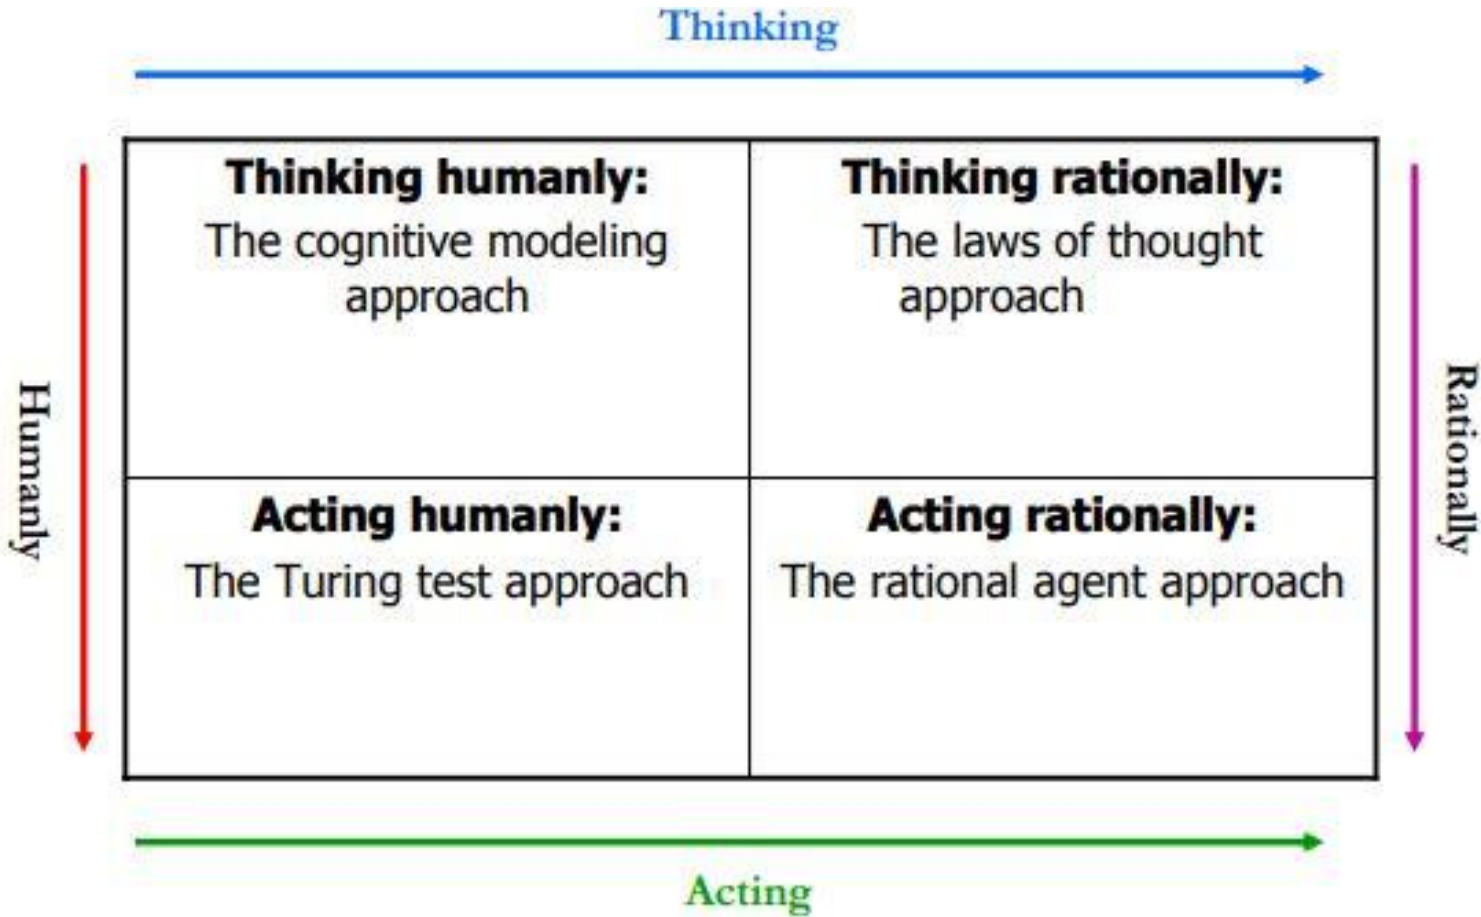 Thinking
Thinking humanly:
The cognitive modeling
approach
Thinking rationally:
The laws of thought
approach
Humanly
Rationally
Acting humanly:
The Turing test approach
Acting rationally:
The rational agent approach
Acting